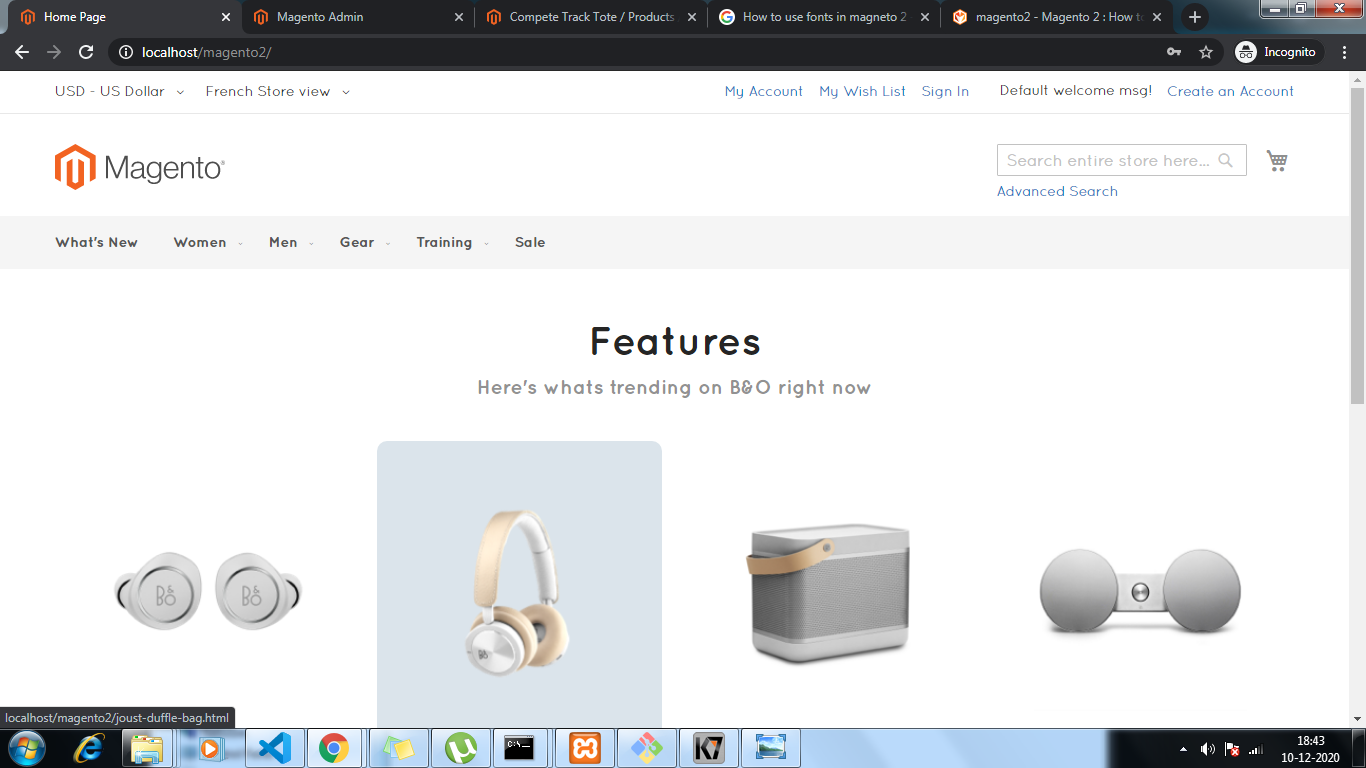 Home Page
Magento Admin
Compete Track Tote / Products
How to use fonts in magneto 2
magento2 - Magento 2 : How to
localhost/magento2/
Incognito
USD - US Dollar
French Store view
My Account
My Wish List
Sign In
Default welcome msg!
Create an Account
Magento
Search entire store here...
Advanced Search
What's New
Women
Men
Gear
Training
Sale
Features
Here's whats trending on B&O right now
B&O
B&O
B&O
localhost/magento2/joust-duffle-bag.html
C:\
K7
18:43
10-12-2020